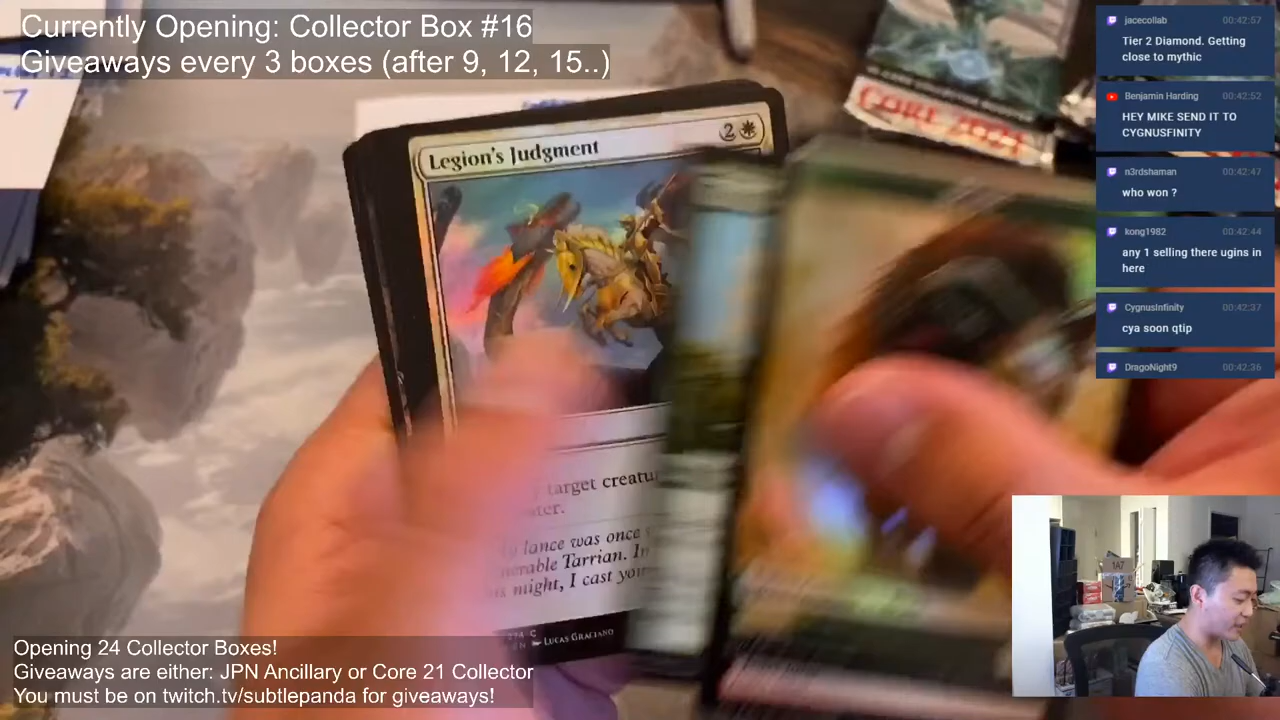 Currently Opening: Collector Box #16
Giveaways every 3 boxes (after 9, 12, 15..)
7
Legion's Judgment
2
CORE 2021
target creatu
lance was once
nerable Tarrian. In
might, I cast you
LUCAS GRACIANO
jacecollab 00:42:57
Tier 2 Diamond. Getting
close to mythic
Benjamin Harding 00:42:52
HEY MIKE SEND IT TO
CYGNUSFINITY
n3rdshaman 00:42:47
who won ?
kong1982 00:42:44
any 1 selling there ugins in
here
CygnusInfinity 00:42:37
cya soon qtip
DragoNight9 00:42:36
1A7
Opening 24 Collector Boxes!
Giveaways are either: JPN Ancillary or Core 21 Collector
You must be on twitch.tv/subtlepanda for giveaways!